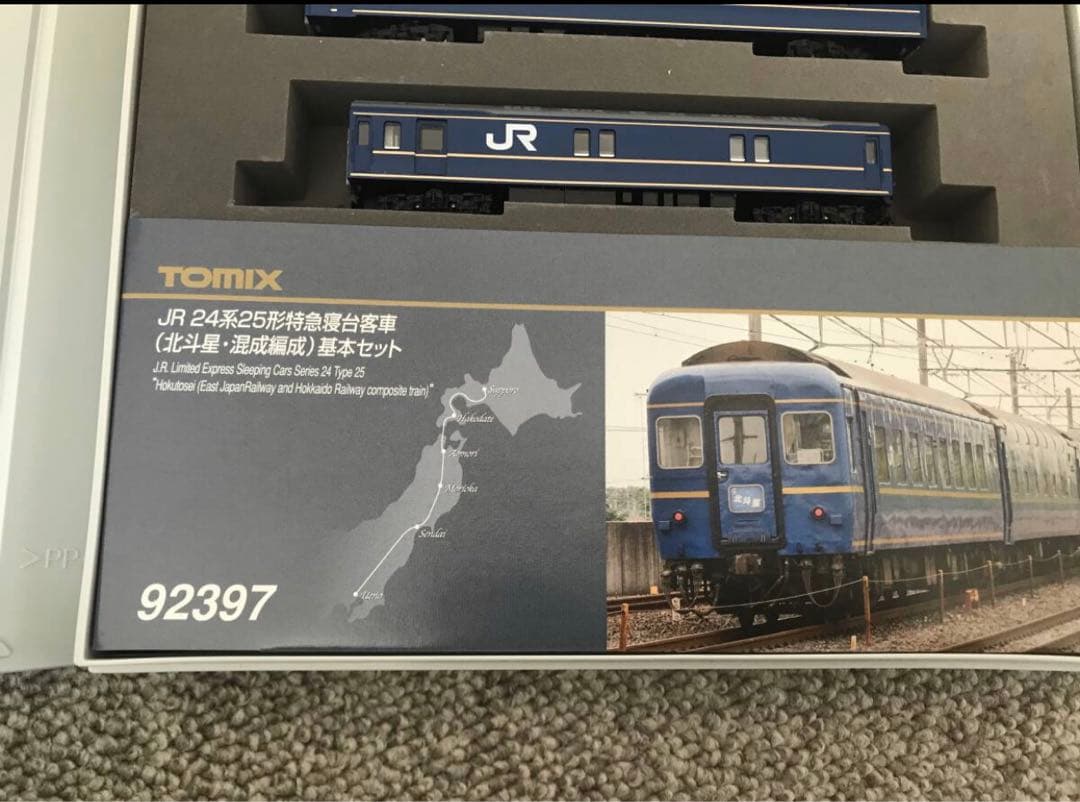 JR
TOMIX
JR 24系25形特急寝台客車
(北斗星・混成編成)基本セット
J.R. Limited Express Sleeping Cars Series 24 Type 25
"Hokutosei (East JapanRailway and Hokkaido Railway composite train)"
Sapporo
Hakodate
Aomori
Morioka
Sendai
Ueno
北斗星
>PP
92397